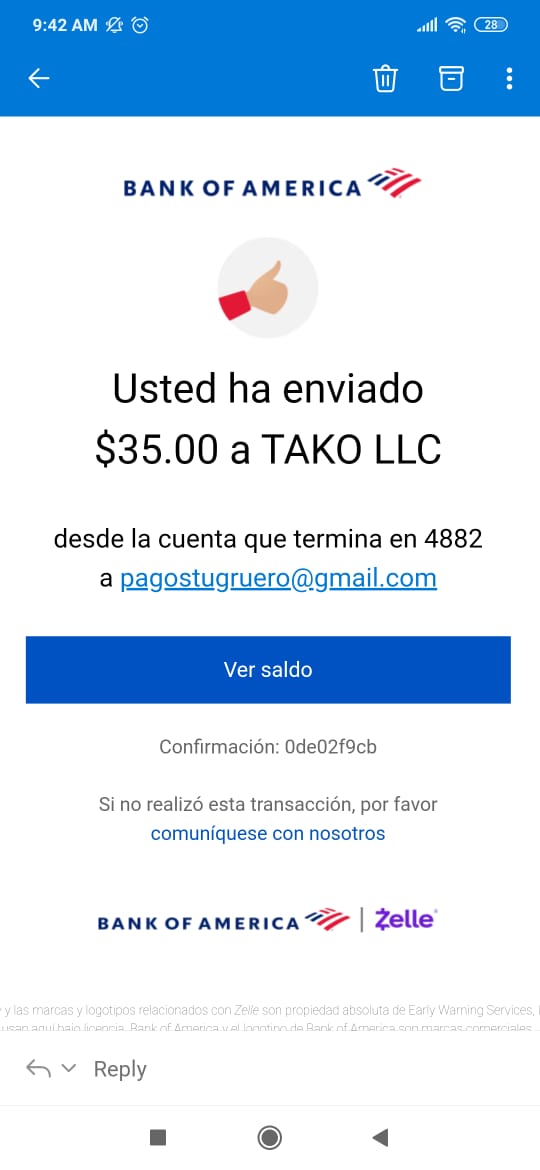 9:42 AM
28
BANK OF AMERICA
Usted ha enviado
$35.00 a TAKO LLC
desde la cuenta que termina en 4882
a pagostugruero@gmail.com
Ver saldo
Confirmación: 0de02f9cb
Si no realizó esta transacción, por favor
comuníquese con nosotros
BANK OF AMERICA | Zelle®
y las marcas y logotipos relacionados con Zelle son propiedad absoluta de Early Warning Services,
usan aquí bajo licencia. Bank of America y el logotipo de Bank of America son marcas comerciales
Reply